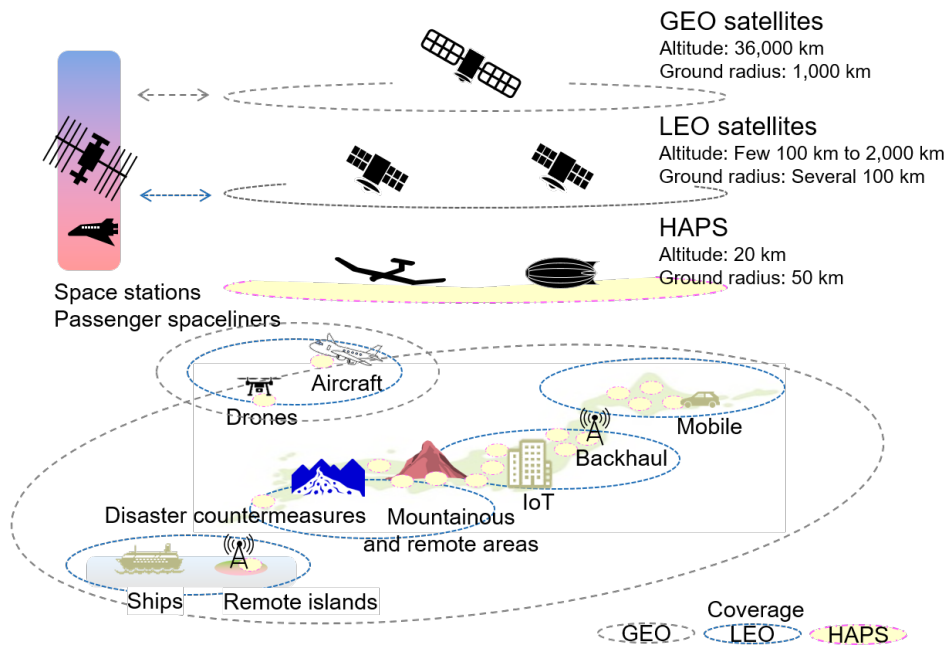 GEO satellites
Altitude: 36,000 km
Ground radius: 1,000 km
LEO satellites
Altitude: Few 100 km to 2,000 km
Ground radius: Several 100 km
HAPS
Altitude: 20 km
Ground radius: 50 km
Space stations
Passenger spaceliners
Aircraft
Drones
Mobile
Backhaul
IoT
Disaster countermeasures
Mountainous
and remote areas
Ships
Remote islands
Coverage
GEO
LEO
HAPS